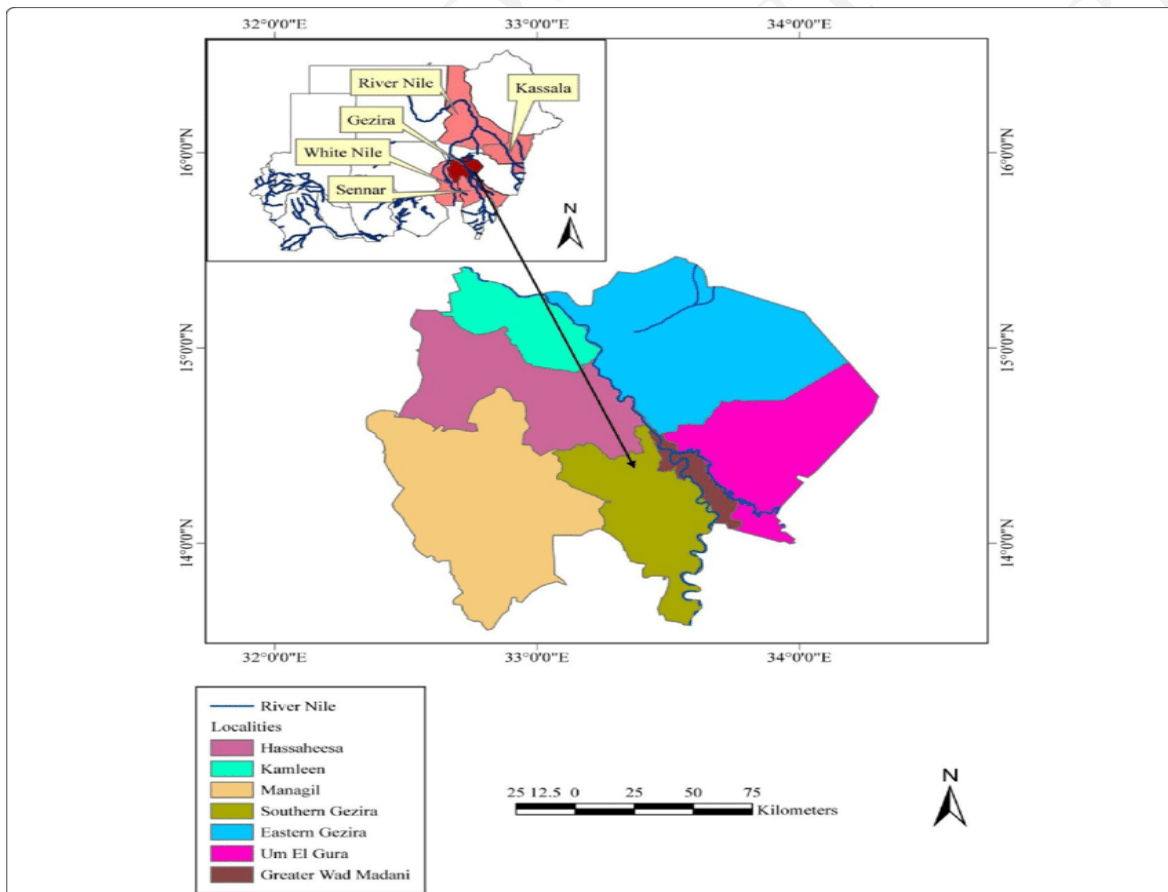 32°0'0"E 33°0'0"E 34°0'0"E
River Nile
Kassala
Gezira
White Nile
Sennar
N
16°0'0"N 16°0'0"N
15°0'0"N 15°0'0"N
14°0'0"N 14°0'0"N
32°0'0"E 33°0'0"E 34°0'0"E
River Nile
Localities
Hassaheesa
Kamleen
Managil
Southern Gezira
Eastern Gezira
Um El Gura
Greater Wad Madani
25 12.5 0 25 50 75
Kilometers
N